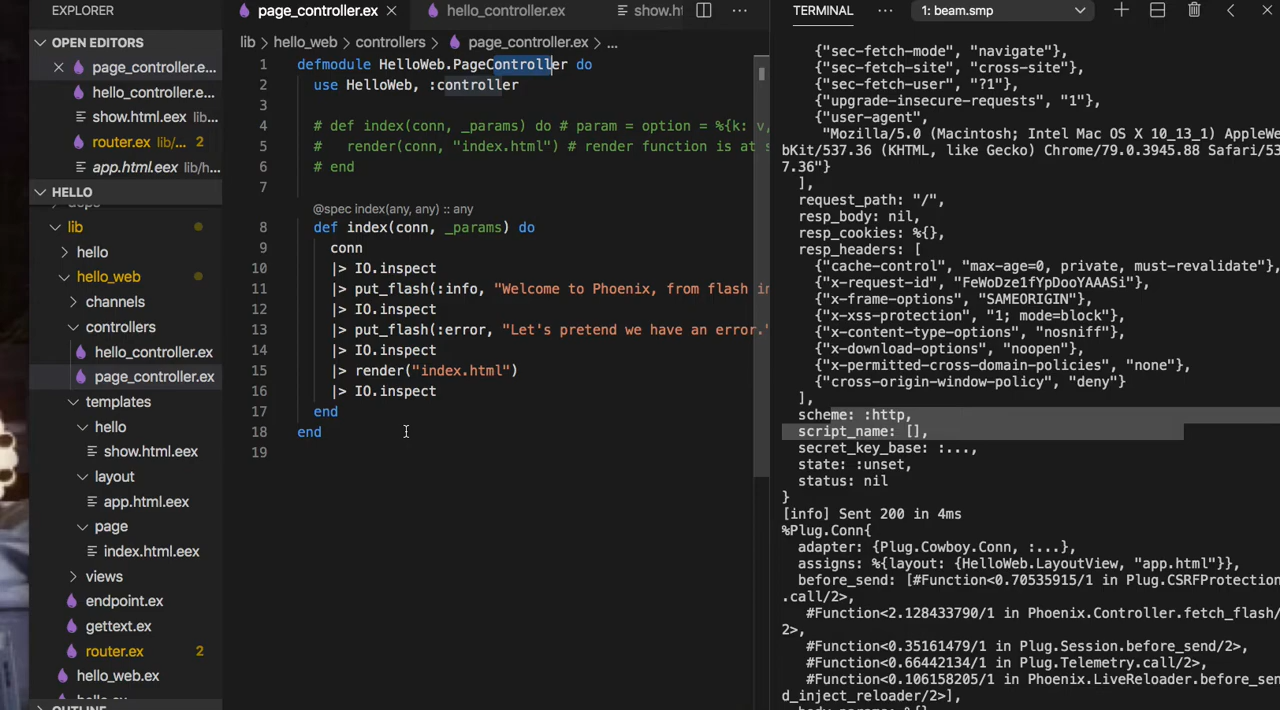 EXPLORER
OPEN EDITORS
page_controller.e...
hello_controller.e...
show.html.eex lib/...
router.ex lib/... 2
app.html.eex lib/h...
HELLO
lib
hello
hello_web
channels
controllers
hello_controller.ex
page_controller.ex
templates
hello
show.html.eex
layout
app.html.eex
page
index.html.eex
views
endpoint.ex
gettext.ex
router.ex 2
hello_web.ex
OUTLINE
page_controller.ex
hello_controller.ex
show.ht
lib > hello_web > controllers > page_controller.ex > ...
1 defmodule HelloWeb.PageController do
2 use HelloWeb, :controller
3
4 # def index(conn, _params) do # param = option = %{k: v,
5 # render(conn, "index.html") # render function is at s
6 # end
7
@spec index(any, any) :: any
8 def index(conn, _params) do
9 conn
10 |> IO.inspect
11 |> put_flash(:info, "Welcome to Phoenix, from flash in
12 |> IO.inspect
13 |> put_flash(:error, "Let's pretend we have an error."
14 |> IO.inspect
15 |> render("index.html")
16 |> IO.inspect
17 end
18 end
19
TERMINAL ... 1: beam.smp
{"sec-fetch-mode", "navigate"},
{"sec-fetch-site", "cross-site"},
{"sec-fetch-user", "?1"},
{"upgrade-insecure-requests", "1"},
{"user-agent",
"Mozilla/5.0 (Macintosh; Intel Mac OS X 10_13_1) AppleWe
bKit/537.36 (KHTML, like Gecko) Chrome/79.0.3945.88 Safari/53
7.36"}
],
request_path: "/",
resp_body: nil,
resp_cookies: %{},
resp_headers: [
{"cache-control", "max-age=0, private, must-revalidate"},
{"x-request-id", "FeWoDze1fYpDooYAAASi"},
{"x-frame-options", "SAMEORIGIN"},
{"x-xss-protection", "1; mode=block"},
{"x-content-type-options", "nosniff"},
{"x-download-options", "noopen"},
{"x-permitted-cross-domain-policies", "none"},
{"cross-origin-window-policy", "deny"}
],
scheme: :http,
script_name: [],
secret_key_base: :...,
state: :unset,
status: nil
}
[info] Sent 200 in 4ms
%Plug.Conn{
adapter: {Plug.Cowboy.Conn, :...},
assigns: %{layout: {HelloWeb.LayoutView, "app.html"}},
before_send: [#Function<0.70535915/1 in Plug.CSRFProtection
.call/2>,
#Function<2.128433790/1 in Phoenix.Controller.fetch_flash/
2>,
#Function<0.35161479/1 in Plug.Session.before_send/2>,
#Function<0.66442134/1 in Plug.Telemetry.call/2>,
#Function<0.106158205/1 in Phoenix.LiveReloader.before_sen
d_inject_reloader/2>],